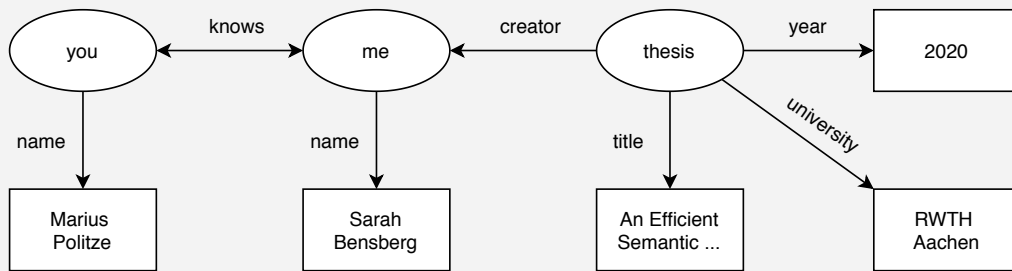 knows
creator
year
you
me
thesis
2020
name
name
title
university
Marius
Politze
Sarah
Bensberg
An Efficient
Semantic ...
RWTH
Aachen